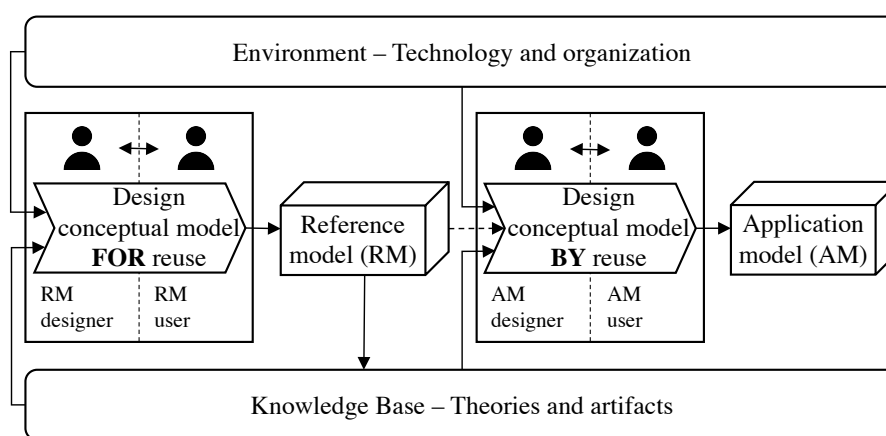 Environment – Technology and organization
Design
conceptual model
FOR reuse
RM
designer
RM
user
Reference
model (RM)
Design
conceptual model
BY reuse
AM
designer
AM
user
Application
model (AM)
Knowledge Base – Theories and artifacts